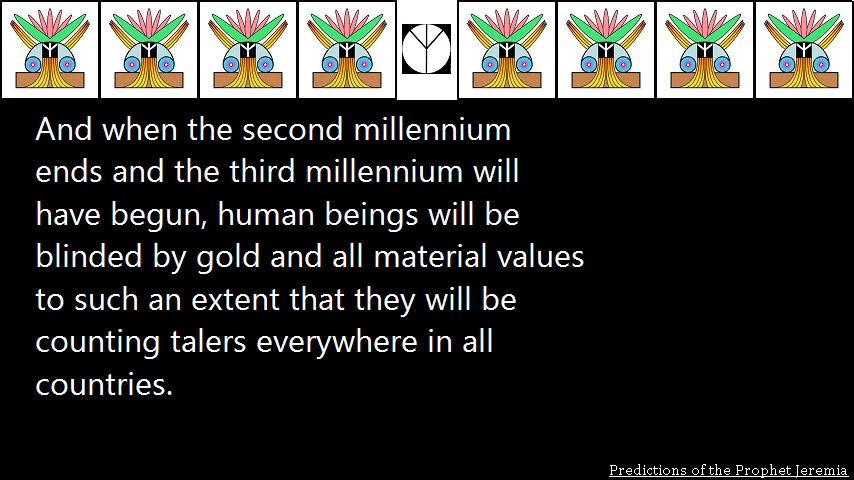 And when the second millennium
ends and the third millennium will
have begun, human beings will be
blinded by gold and all material values
to such an extent that they will be
counting talers everywhere in all
countries.
Predictions of the Prophet Jeremia